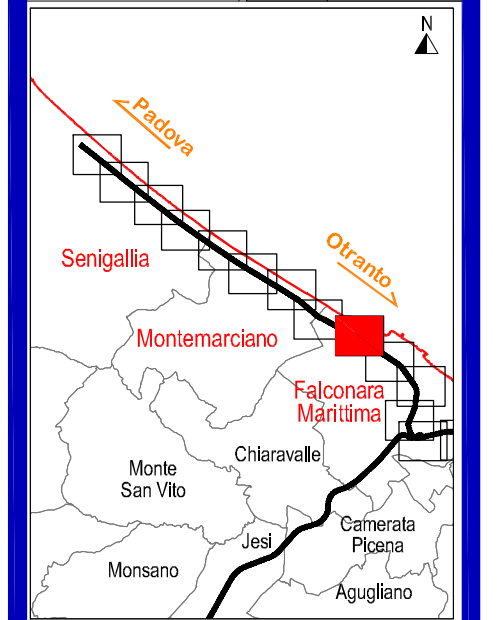 N
Padova
Otranto
Senigallia
Montemarciano
Falconara
Marittima
Chiaravalle
Monte
San Vito
Camerata
Picena
Jesi
Monsano
Agugliano